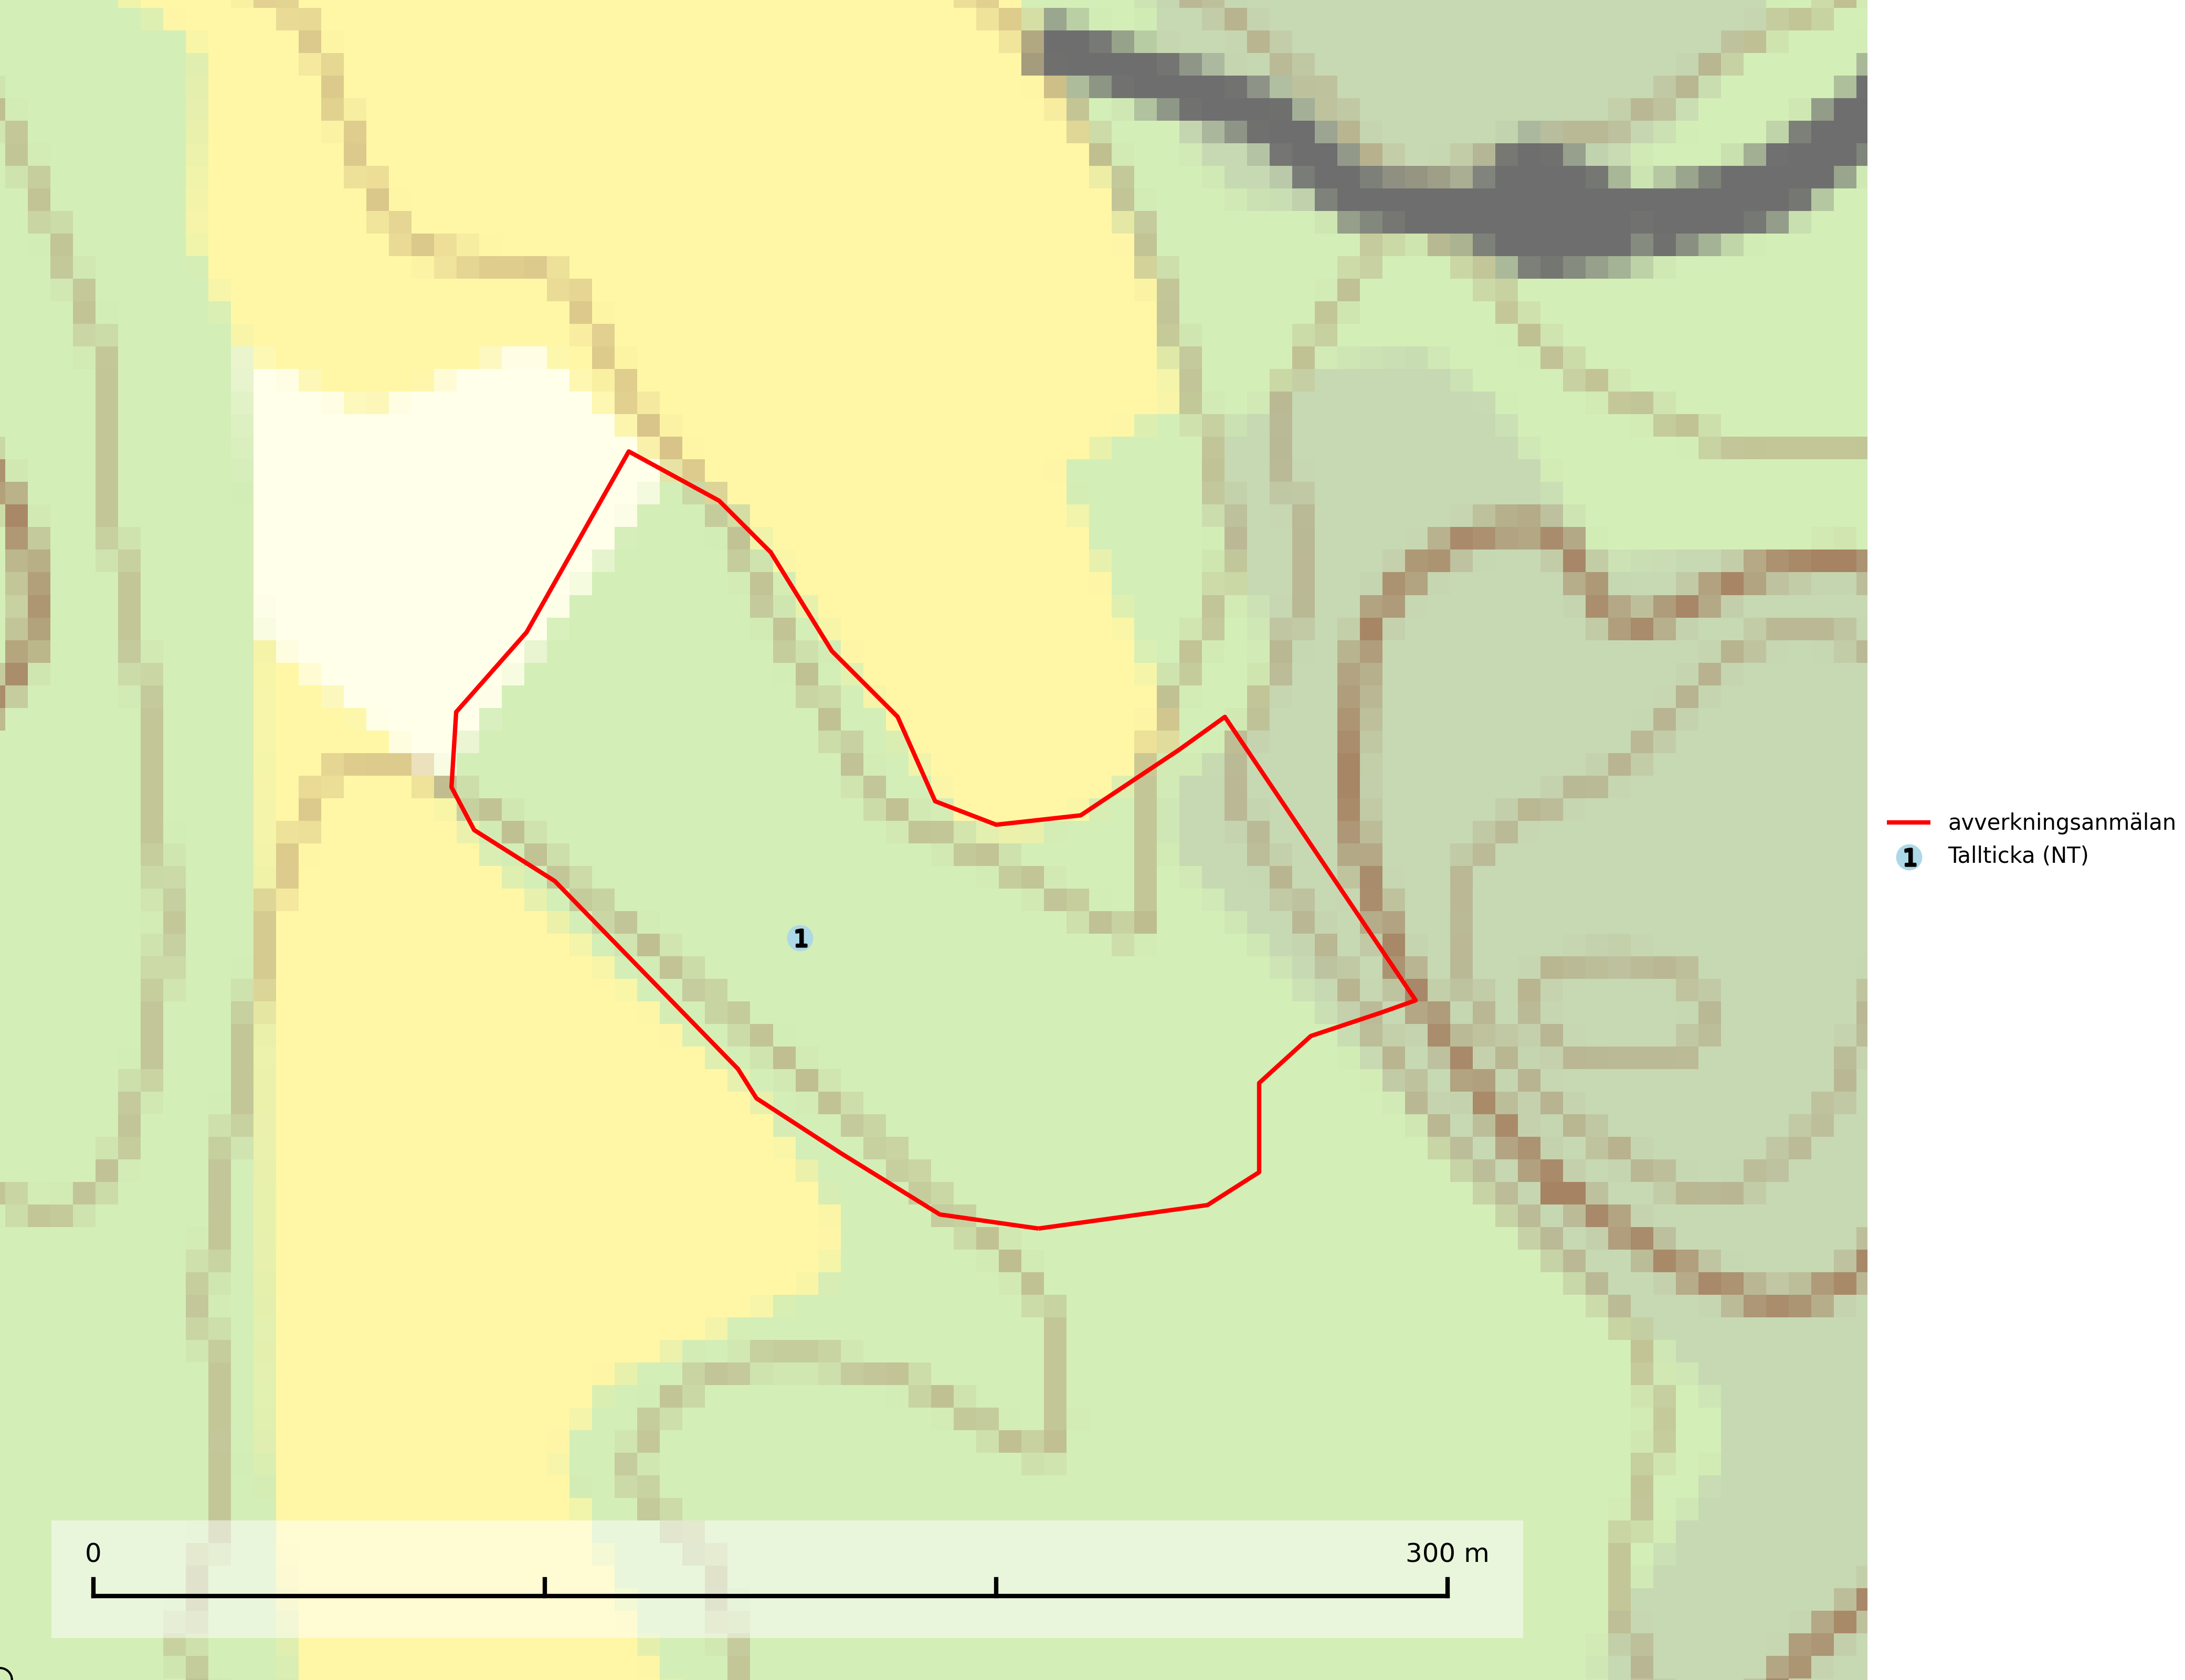 1
avverkningsanmälan
1 Tallticka (NT)
0 300 m